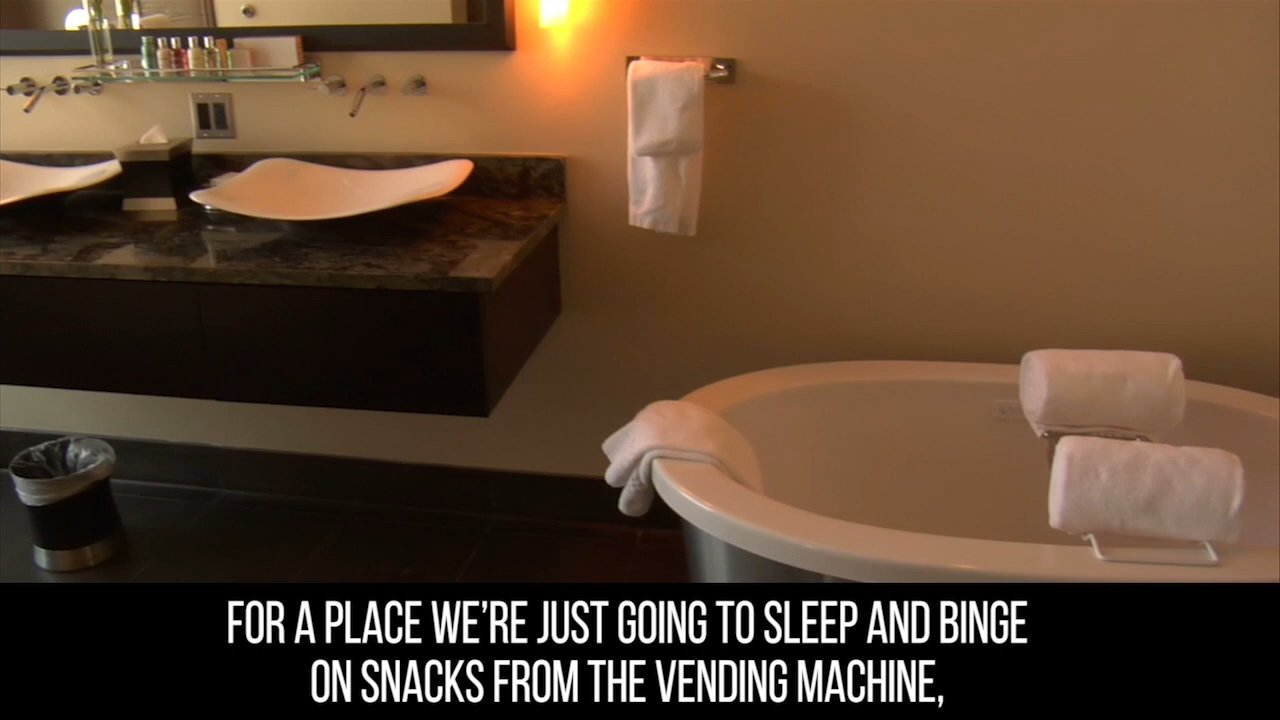 FOR A PLACE WE’RE JUST GOING TO SLEEP AND BINGE
ON SNACKS FROM THE VENDING MACHINE,